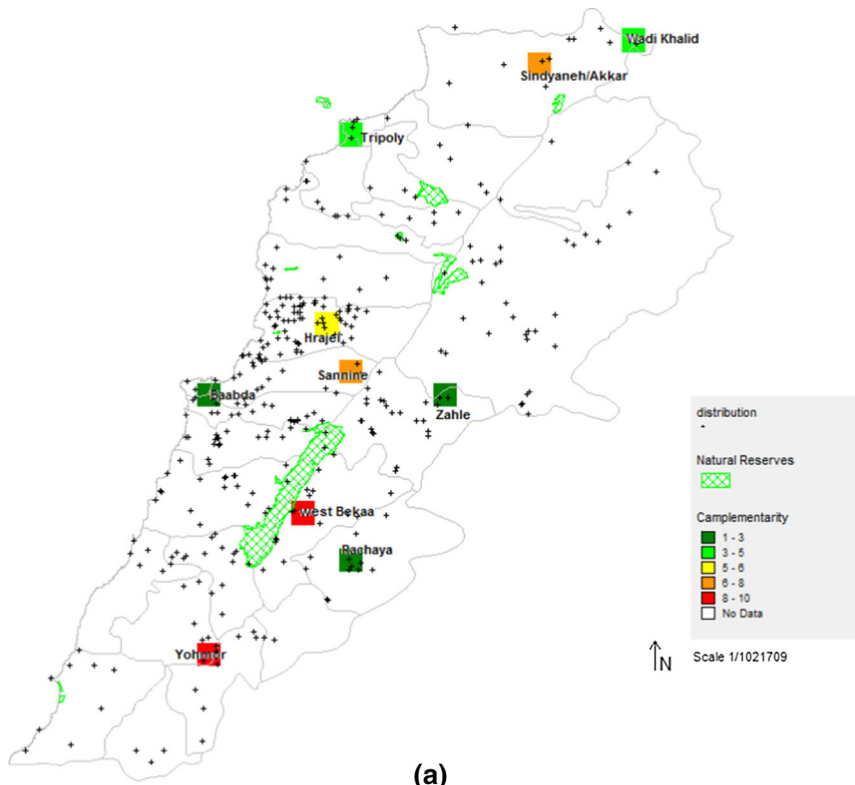 Wadi Khalid
Sindyaneh/Akkar
Tripoly
Hrajel
Sannine
Baabda
Zahle
West Bekaa
Rachaya
Yohmor
distribution
Natural Reserves
Camplementarity
1 - 3
3 - 5
5 - 6
6 - 8
8 - 10
No Data
N
Scale 1/1021709
(a)